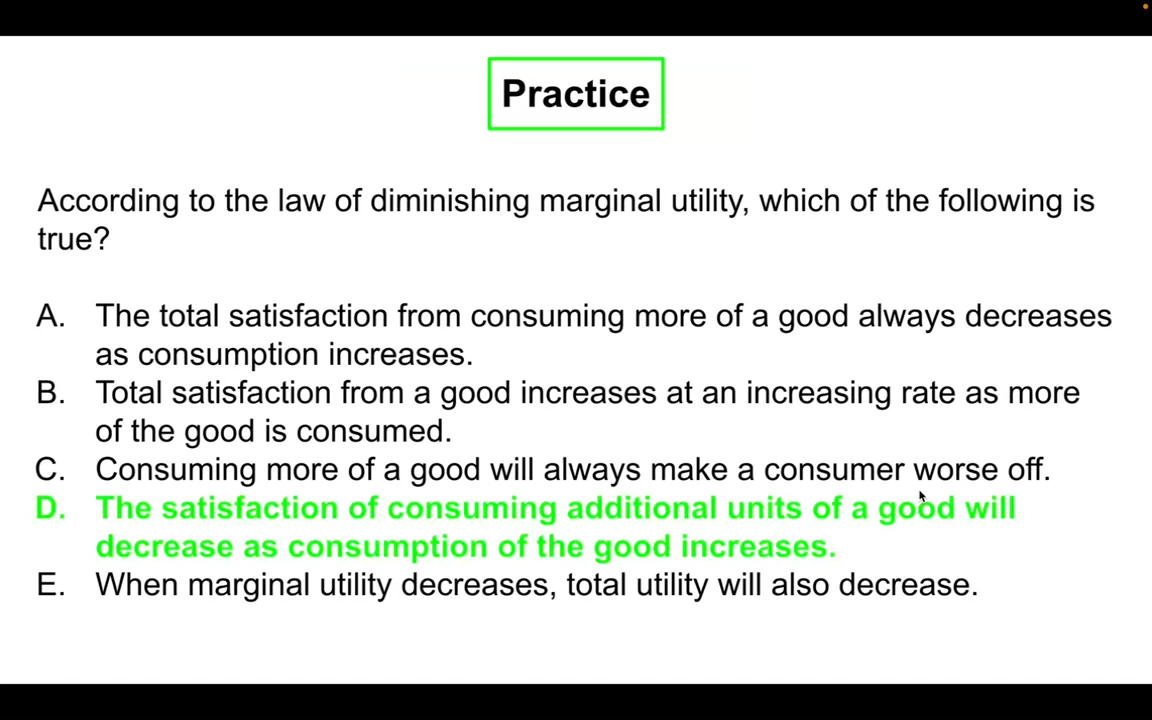 Practice
According to the law of diminishing marginal utility, which of the following is
true?
A. The total satisfaction from consuming more of a good always decreases
as consumption increases.
B. Total satisfaction from a good increases at an increasing rate as more
of the good is consumed.
C. Consuming more of a good will always make a consumer worse off.
D. The satisfaction of consuming additional units of a good will
decrease as consumption of the good increases.
E. When marginal utility decreases, total utility will also decrease.